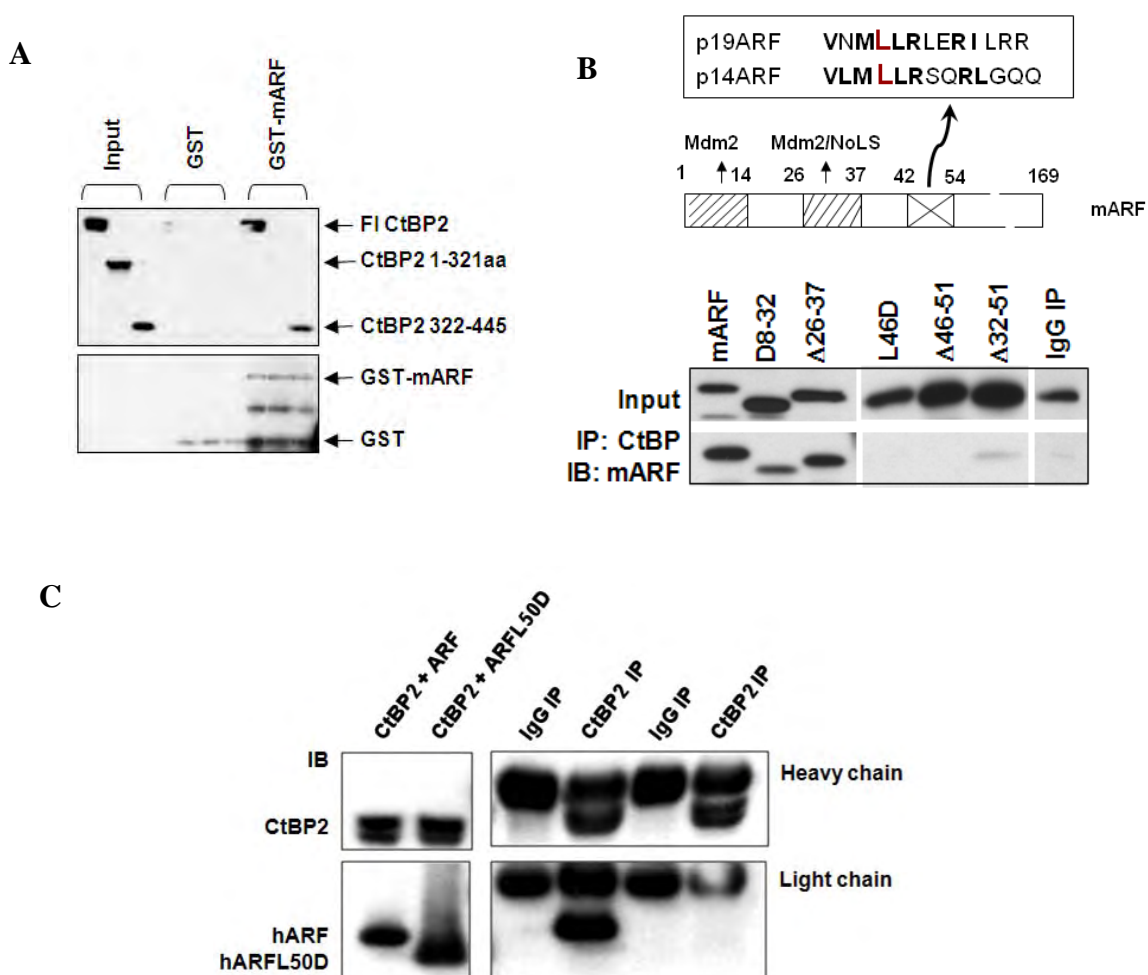 A
Input
GST
GST-mARF
FI CtBP2
CtBP2 1-321aa
CtBP2 322-445
GST-mARF
GST
B
p19ARF VNMLLRLERILRR
p14ARF VLMLLRSQRLGQQ
Mdm2 Mdm2/NoLS
1 14 26 37 42 54 169
mARF
mARF
D8-32
Δ26-37
L46D
Δ46-51
Δ32-51
IgG IP
Input
IP: CtBP
IB: mARF
C
CtBP2 + ARF
CtBP2 + ARFL50D
IgG IP
CtBP2 IP
IgG IP
CtBP2 IP
IB
Heavy chain
CtBP2
Light chain
hARF
hARFL50D